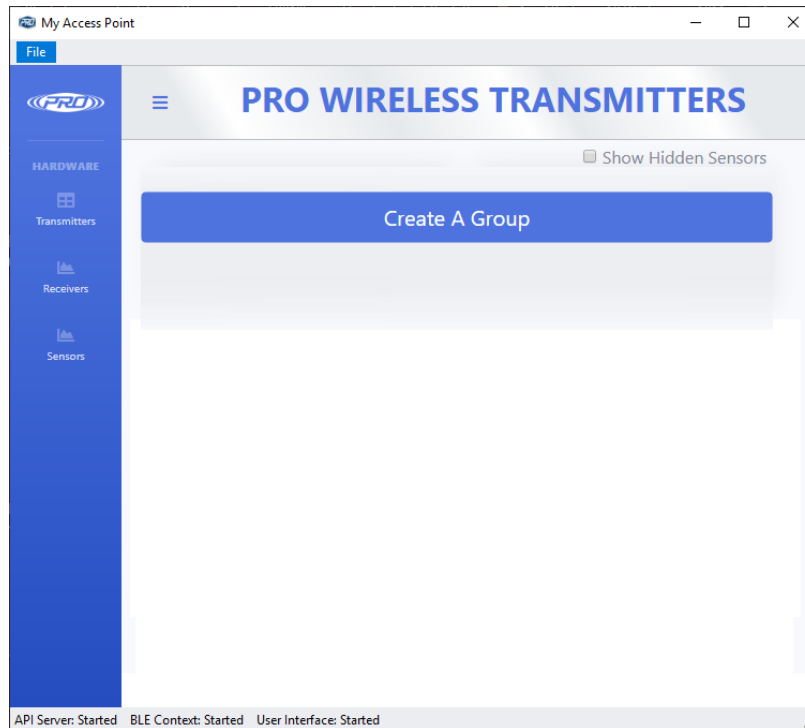 My Access Point
File
PRO
PRO WIRELESS TRANSMITTERS
HARDWARE
Transmitters
Receivers
Sensors
Show Hidden Sensors
Create A Group
API Server: Started BLE Context: Started User Interface: Started